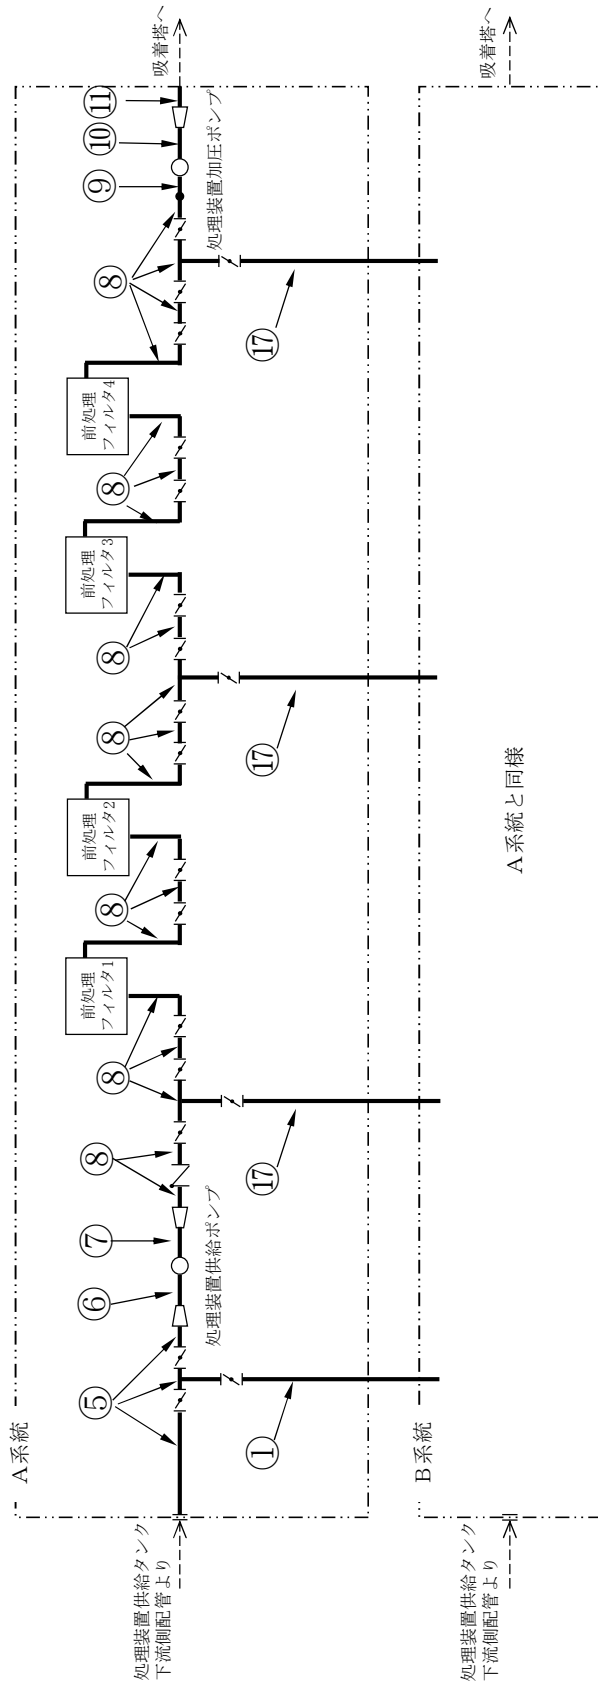 A系統
処理装置供給タンク
下流側配管より
⑤
①
⑥
⑦
処理装置供給ポンプ
⑧
⑰
⑧
前処理
フィルタ1
⑧
前処理
フィルタ2
⑧
⑰
⑧
前処理
フィルタ3
⑧
前処理
フィルタ4
⑧
⑰
⑨
⑩
⑪
処理装置加圧ポンプ
吸着塔へ
B系統
処理装置供給タンク
下流側配管より
A系統と同様
吸着塔へ